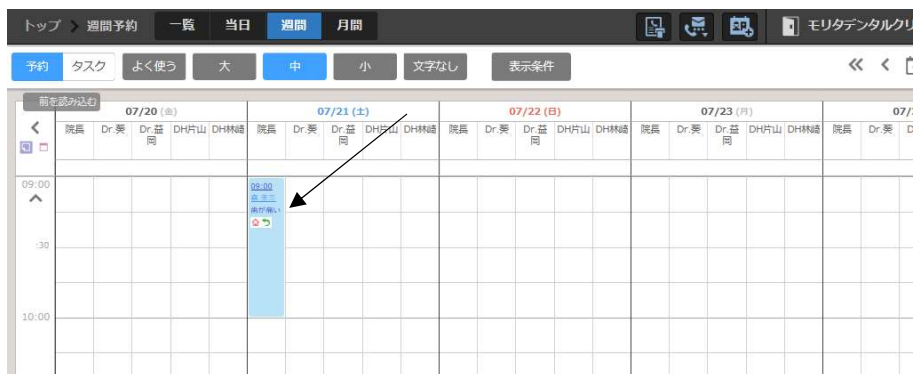 トップ 週間予約 一覧 当日 週間 月間 モリタデンタルクリ
予約 タスク よく使う 大 中 小 文字なし 表示条件
前を読み込む
07/20 (金) 07/21 (土) 07/22 (日) 07/23 (月) 07/
院長 Dr.葵 Dr.益岡 DH片山 DH林崎 院長 Dr.葵 Dr.益岡 DH片山 DH林崎 院長 Dr.葵 Dr.益岡 DH片山 DH林崎 院長 Dr.葵 Dr.益岡 DH片山 DH林崎 院長 Dr.葵 D
09:00 09:00
歯が痛い
:30
10:00